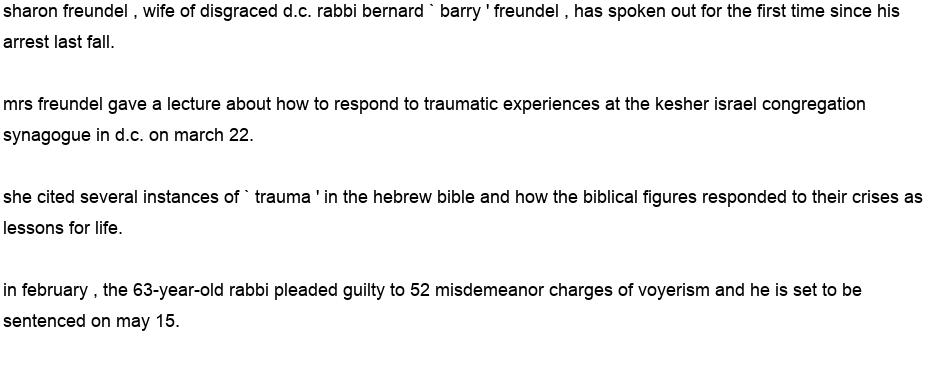 sharon freundel , wife of disgraced d.c. rabbi bernard ` barry ' freundel , has spoken out for the first time since his
arrest last fall.
mrs freundel gave a lecture about how to respond to traumatic experiences at the kesher israel congregation
synagogue in d.c. on march 22.
she cited several instances of ` trauma ' in the hebrew bible and how the biblical figures responded to their crises as
lessons for life.
in february , the 63-year-old rabbi pleaded guilty to 52 misdemeanor charges of voyerism and he is set to be
sentenced on may 15.